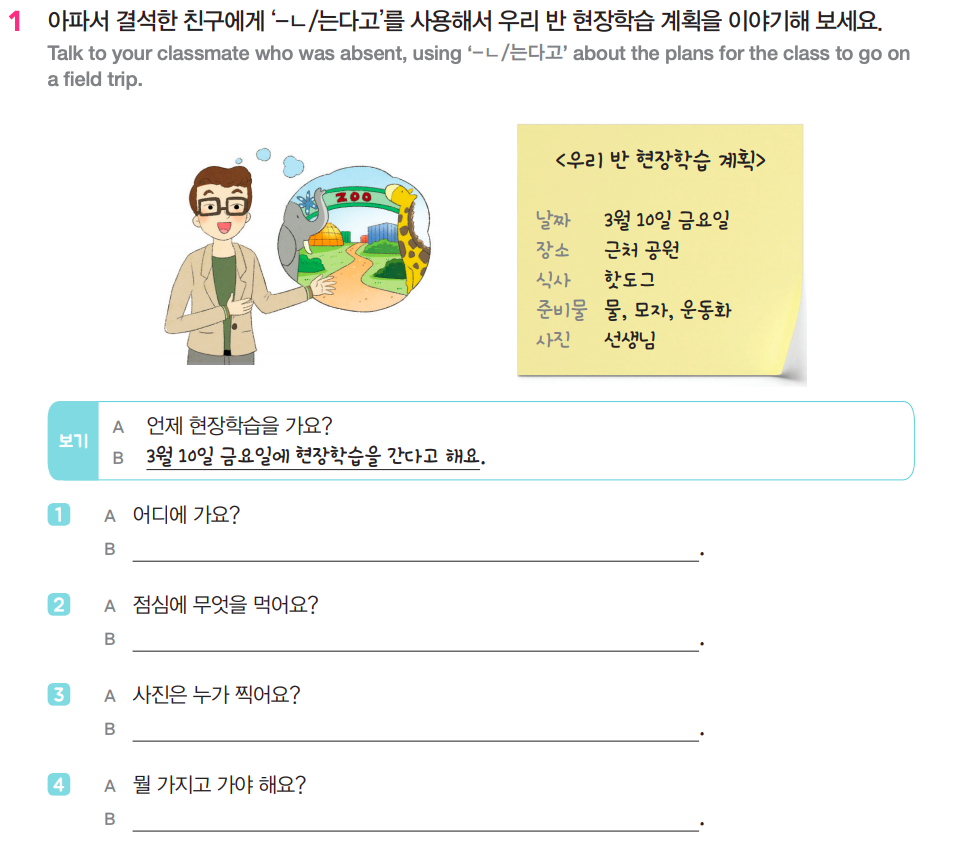 1 아파서 결석한 친구에게 ‘-ㄴ/는다고’를 사용해서 우리 반 현장학습 계획을 이야기해 보세요.
Talk to your classmate who was absent, using ‘-ㄴ/는다고’ about the plans for the class to go on
a field trip.
ZOO
<우리 반 현장학습 계획>
날짜 3월 10일 금요일
장소 근처 공원
식사 핫도그
준비물 물, 모자, 운동화
사진 선생님
보기
A 언제 현장학습을 가요?
B 3월 10일 금요일에 현장학습을 간다고 해요.
1 A 어디에 가요?
B .
2 A 점심에 무엇을 먹어요?
B .
3 A 사진은 누가 찍어요?
B .
4 A 뭘 가지고 가야 해요?
B .